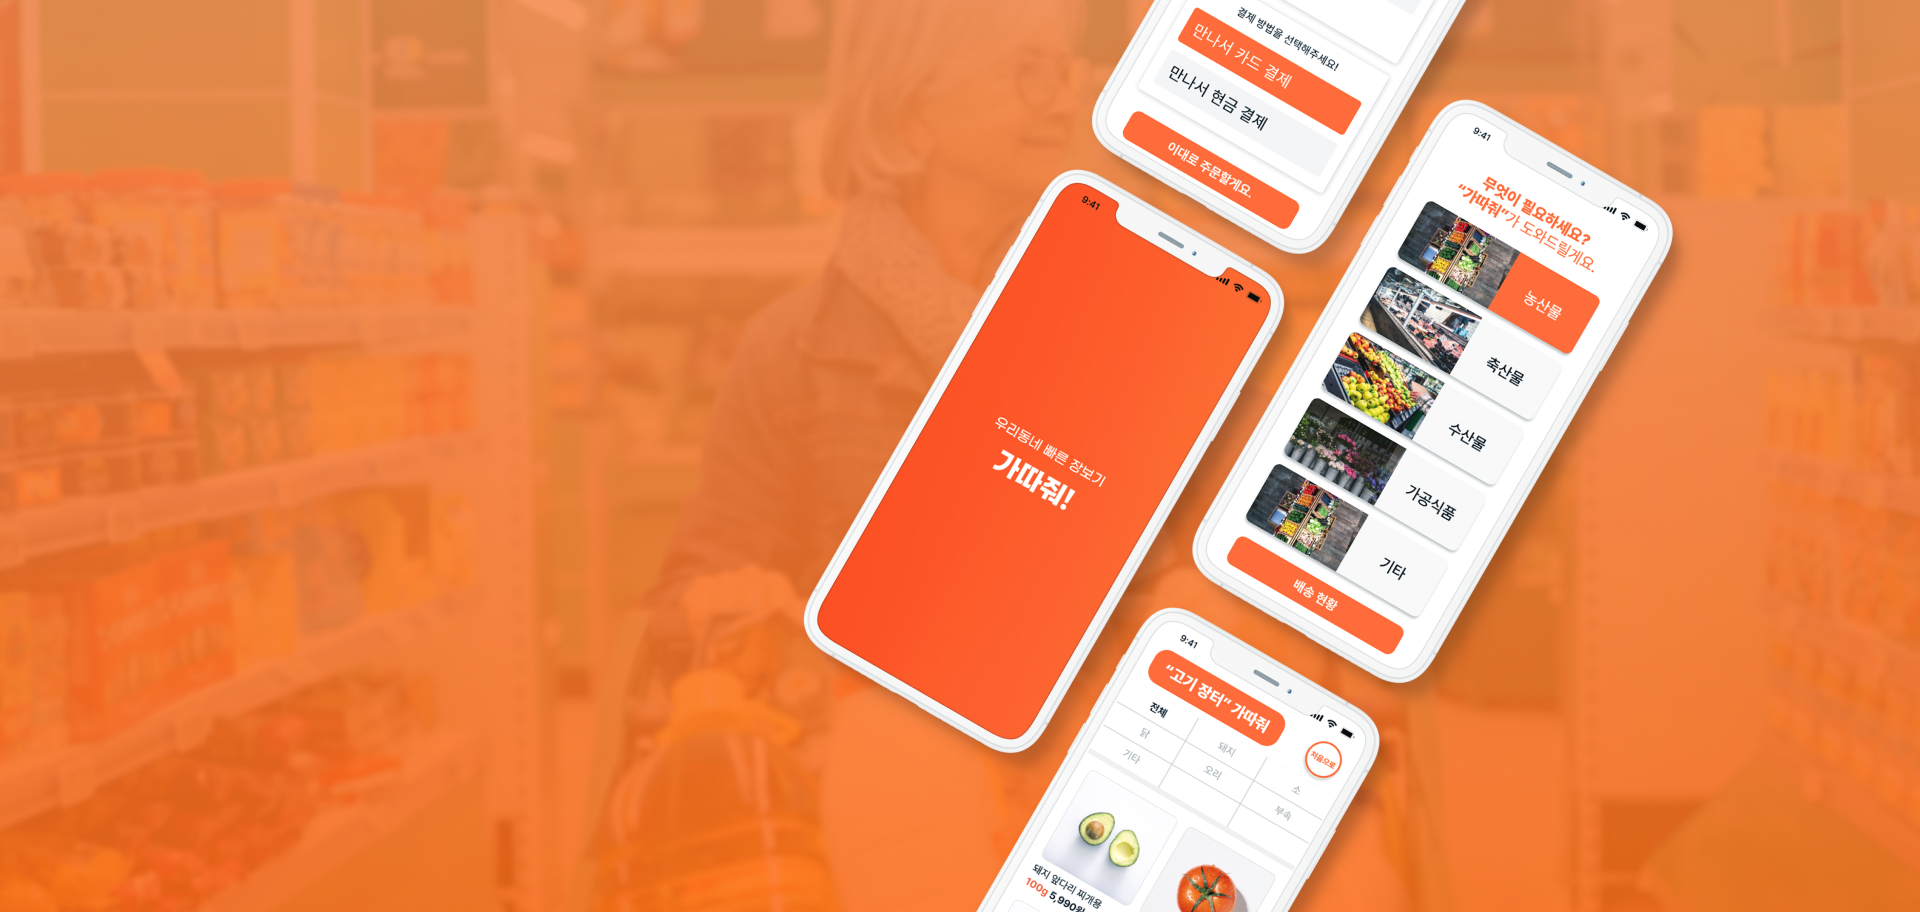 결제 방법을 선택해주세요!
만나서 카드 결제
만나서 현금 결제
이대로 주문할게요.
9:41
우리동네 빠른 장보기
가따줘!
9:41
무엇이 필요하세요?
“가따줘”가 도와드릴게요.
농산물
축산물
수산물
가공식품
기타
배송 현황
9:41
“고기 장터” 가따줘
처음으로
전체
돼지
소
닭
오리
부속
기타
돼지 앞다리 찌개용
100g 5,990원